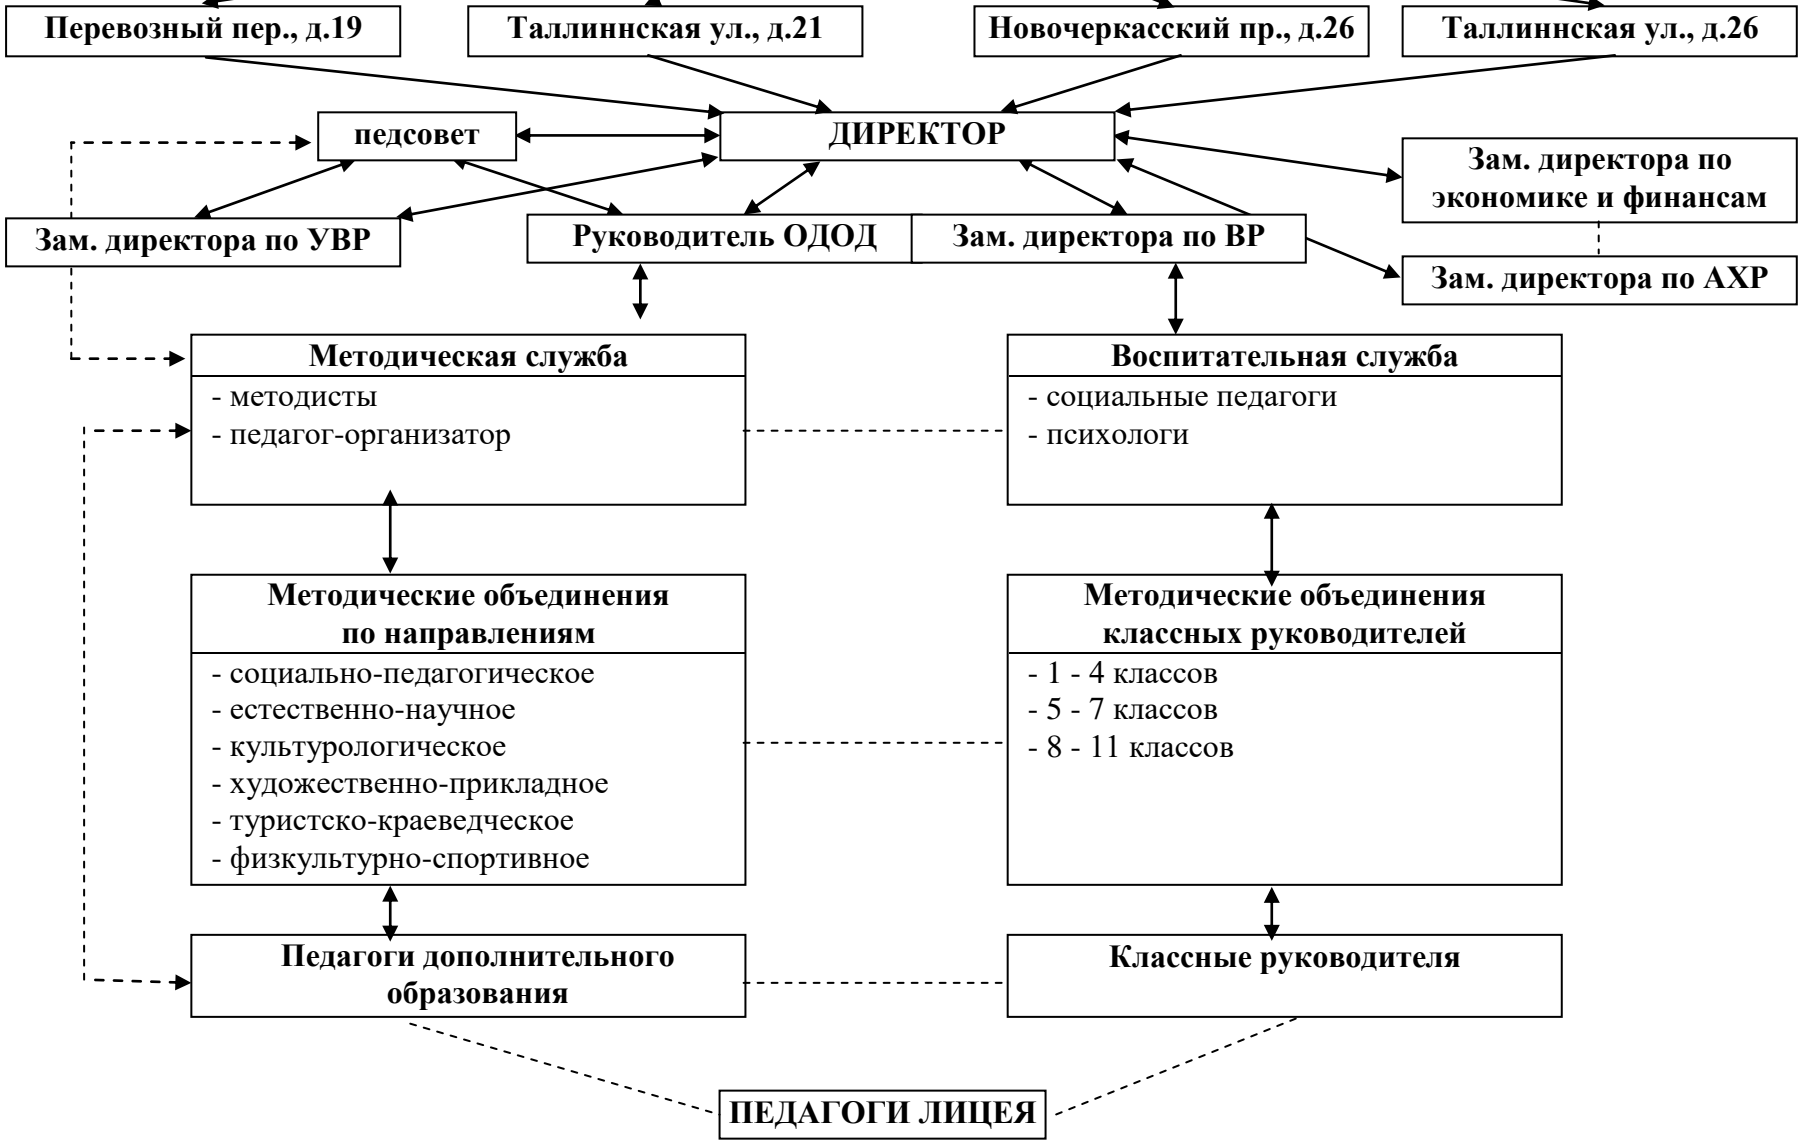 Перевозный пер., д.19
Таллиннская ул., д.21
Новочеркасский пр., д.26
Таллиннская ул., д.26
педсовет
ДИРЕКТОР
Зам. директора по
экономике и финансам
Зам. директора по УВР
Руководитель ОДОД
Зам. директора по ВР
Зам. директора по АХР
Методическая служба
- методисты
- педагог-организатор
Воспитательная служба
- социальные педагоги
- психологи
Методические объединения
по направлениям
- социально-педагогическое
- естественно-научное
- культурологическое
- художественно-прикладное
- туристско-краеведческое
- физкультурно-спортивное
Методические объединения
классных руководителей
- 1 - 4 классов
- 5 - 7 классов
- 8 - 11 классов
Педагоги дополнительного
образования
Классные руководителя
ПЕДАГОГИ ЛИЦЕЯ